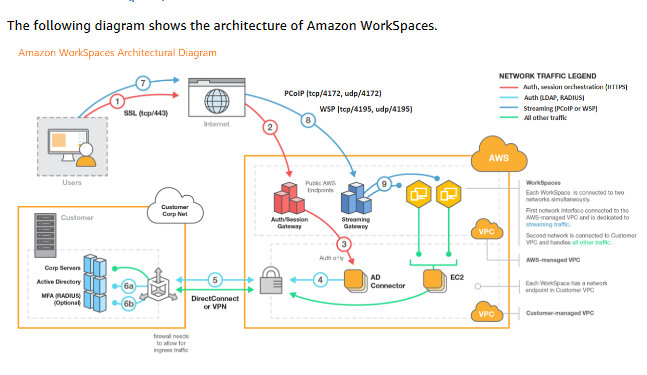 The following diagram shows the architecture of Amazon WorkSpaces.
Amazon WorkSpaces Architectural Diagram
NETWORK TRAFFIC LEGEND
Auth, session orchestration (HTTPS)
Auth (LDAP, RADIUS)
Streaming (PCoIP or WSP)
All other traffic
7
1
SSL (tcp/443)
Internet
PCoIP (tcp/4172, udp/4172)
WSP (tcp/4195, udp/4195)
2
8
Users
AWS
Public AWS
Endpoints
9
Auth/Session
Gateway
Streaming
Gateway
WorkSpaces
Each WorkSpace is connected to two
networks simultaneously.
First network interface connected to the
AWS-managed VPC and is dedicated to
streaming traffic.
Second network is connected to Customer
VPC and handles all other traffic.
VPC
AWS-managed VPC
Customer
Customer
Corp Net
3
Auth only
Corp Servers
Active Directory
MFA (RADIUS)
(Optional)
6a
6b
5
DirectConnect
or VPN
4
AD
Connector
EC2
Each WorkSpace has a network
endpoint in Customer VPC
VPC
Customer-managed VPC
firewall needs
to allow for
ingress traffic